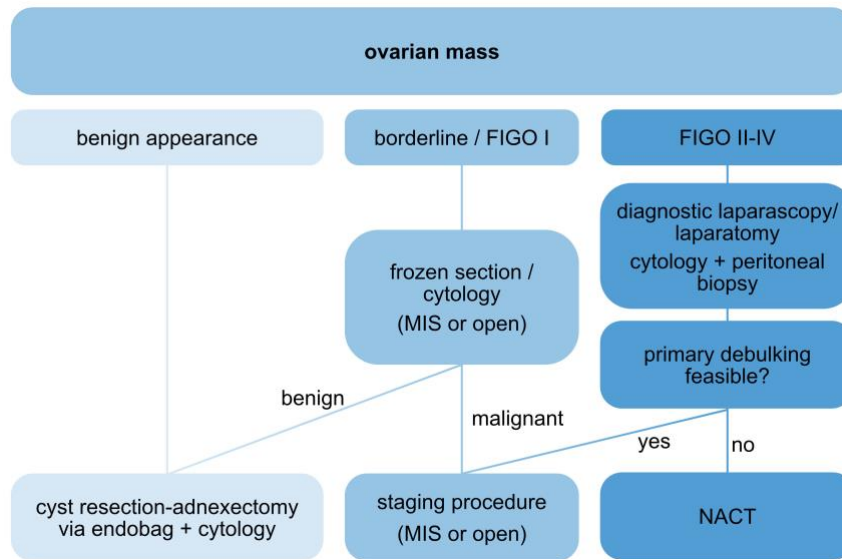 ovarian mass
benign appearance
borderline / FIGO I
FIGO II-IV
diagnostic laparascopy/
laparatomy
cytology + peritoneal
biopsy
frozen section /
cytology
(MIS or open)
primary debulking
feasible?
benign
malignant
yes
no
cyst resection-adnexectomy
via endobag + cytology
staging procedure
(MIS or open)
NACT